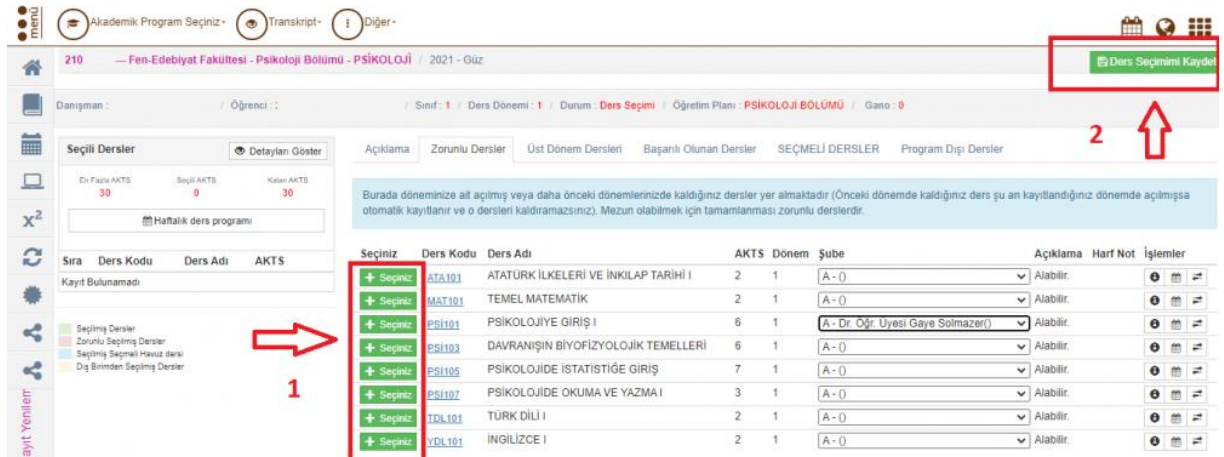 menü
Akademik Program Seçiniz
Transkript
Diğer
210 — Fen-Edebiyat Fakültesi - Psikoloji Bölümü - PSİKOLOJİ / 2021 - Güz
Ders Seçimimi Kaydet
Danışman : / Öğrenci : : / Sınıf : 1 / Ders Dönemi : 1 / Durum : Ders Seçimi / Öğretim Planı : PSİKOLOJİ BÖLÜMÜ / Gano : 0
2
Seçili Dersler
Detayları Göster
En Fazla AKTS Seçili AKTS Kalan AKTS
30 0 30
Haftalık ders programı
Sıra Ders Kodu Ders Adı AKTS
Kayıt Bulunamadı
Seçilmiş Dersler
Zorunlu Seçilmiş Dersler
Seçilmiş Seçmeli Havuz dersi
Dış Birimden Seçilmiş Dersler
1
Açıklama Zorunlu Dersler Üst Dönem Dersleri Başarılı Olunan Dersler SEÇMELİ DERSLER Program Dışı Dersler
Burada döneminize ait açılmış veya daha önceki dönemlerinizde kaldığınız dersler yer almaktadır (Önceki dönemde kaldığınız ders şu an kayıtlandığınız dönemde açılmışsa
otomatik kayıtlanır ve o dersleri kaldıramazsınız). Mezun olabilmek için tamamlanması zorunlu derslerdir.
Seçiniz Ders Kodu Ders Adı AKTS Dönem Şube Açıklama Harf Not İşlemler
+ Seçiniz ATA101 ATATÜRK İLKELERİ VE İNKILAP TARİHİ I 2 1 A - () Alabilir.
+ Seçiniz MAT101 TEMEL MATEMATİK 2 1 A - () Alabilir.
+ Seçiniz PSİ101 PSİKOLOJİYE GİRİŞ I 6 1 A - Dr. Öğr. Üyesi Gaye Solmazer() Alabilir.
+ Seçiniz PSİ103 DAVRANIŞIN BİYOFİZYOLOJİK TEMELLERİ 6 1 A - () Alabilir.
+ Seçiniz PSİ105 PSİKOLOJİDE İSTATİSTİĞE GİRİŞ 7 1 A - () Alabilir.
+ Seçiniz PSİ107 PSİKOLOJİDE OKUMA VE YAZMA I 3 1 A - () Alabilir.
+ Seçiniz TDL101 TÜRK DİLİ I 2 1 A - () Alabilir.
+ Seçiniz YDL101 İNGİLİZCE I 2 1 A - () Alabilir.
x²